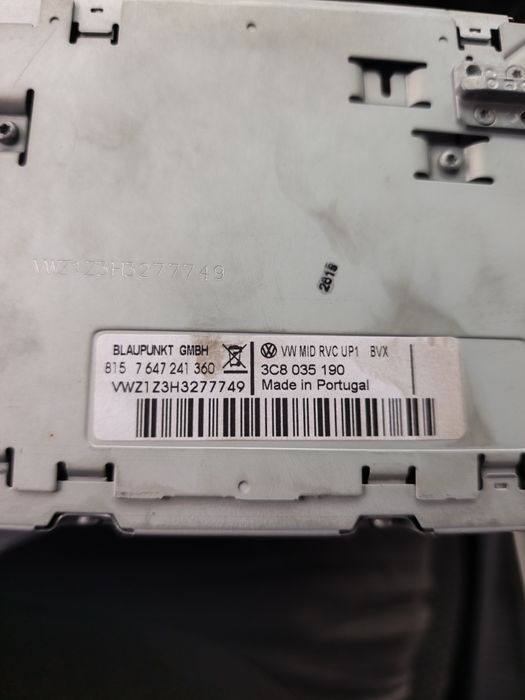 VWZ1Z3H3277749
BLAUPUNKT GMBH
815 7 647 241 360
VWZ1Z3H3277749
VW MID RVC UP1 BVX
3C8 035 190
Made in Portugal